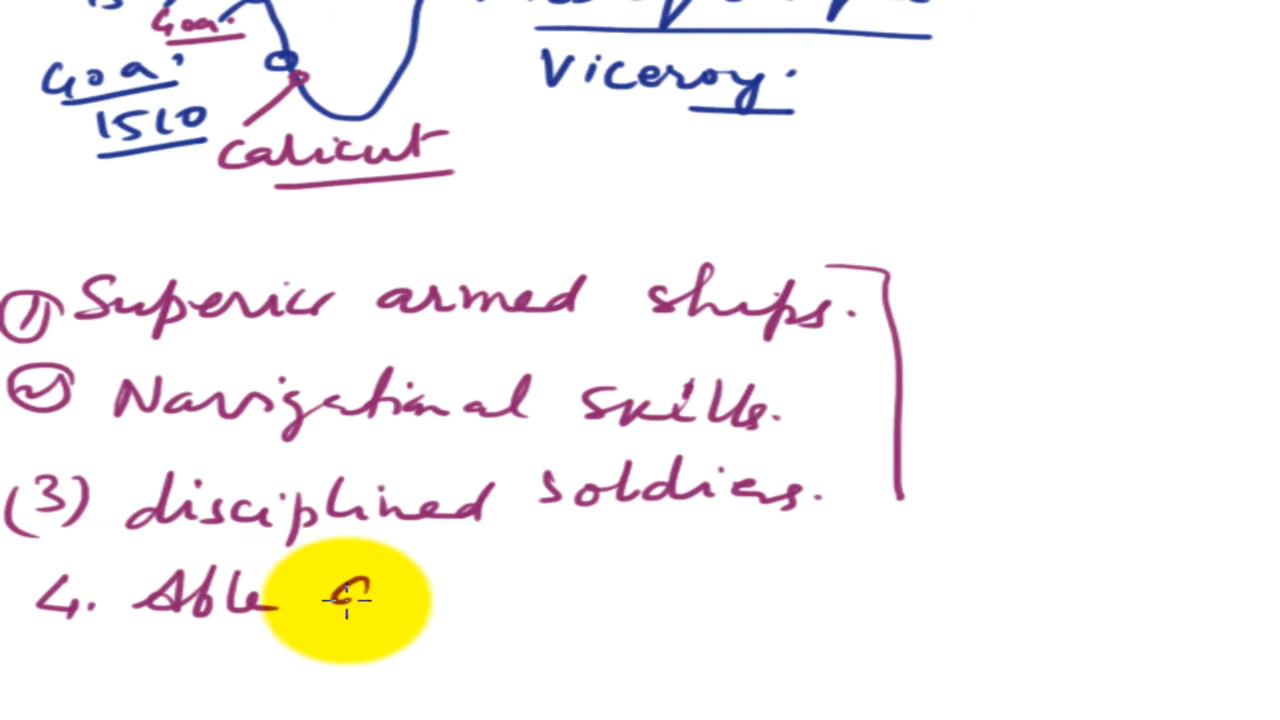 Goa.
Goa
1510
Calicut
Viceroy.
① Superior armed ships.
② Navigational skills.
(3) disciplined soldiers.
4. Able